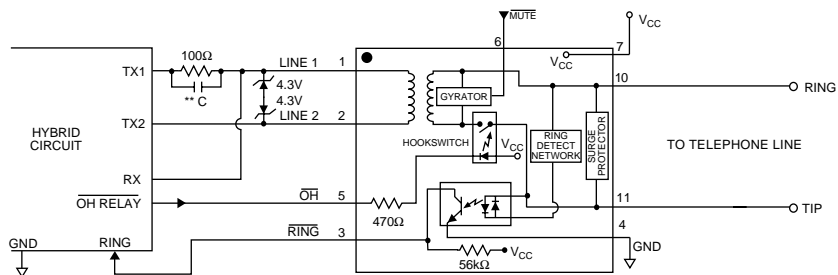 MUTE
VCC
6
7
VCC
100Ω
LINE 1
1
TX1
10
RING
** C
4.3V
GYRATOR
4.3V
LINE 2
2
TX2
HYBRID
CIRCUIT
HOOKSWITCH
VCC
RING
DETECT
NETWORK
SURGE
PROTECTOR
TO TELEPHONE LINE
RX
OH
5
OH RELAY
470Ω
11
TIP
4
GND
RING
RING
3
GND
VCC
56kΩ